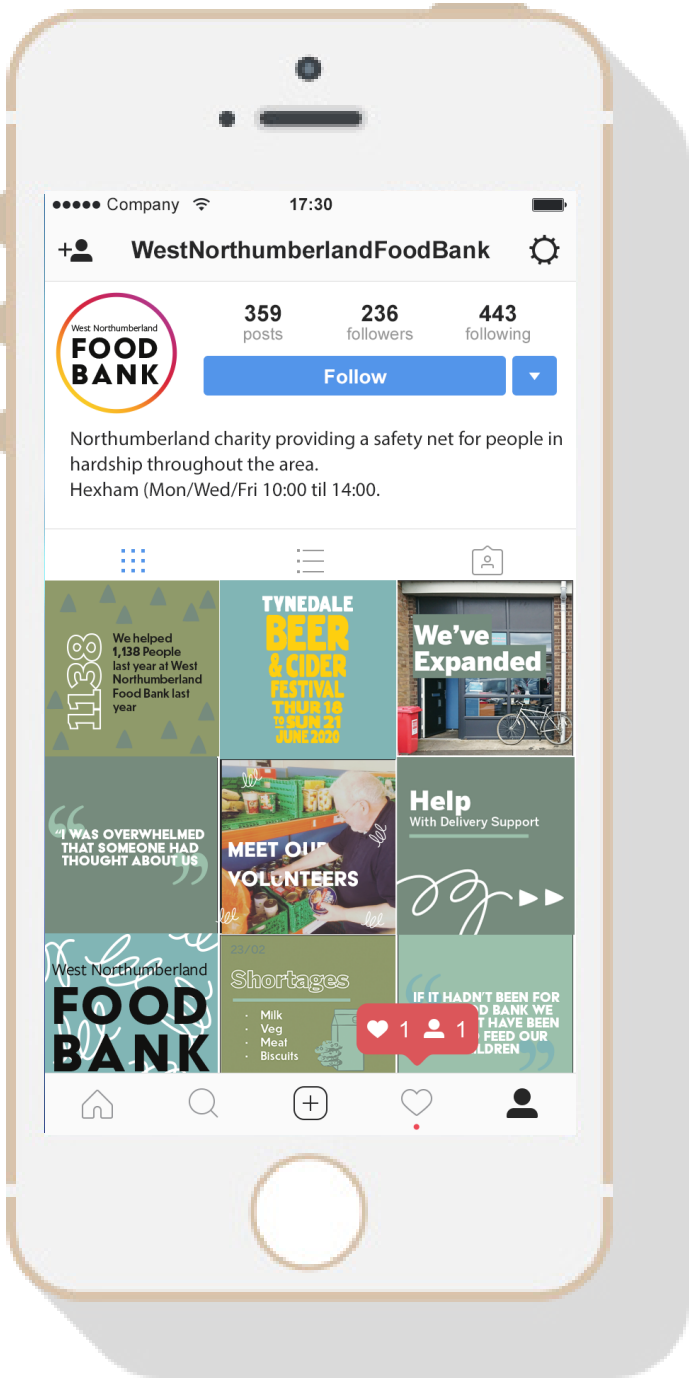 Company
17:30
WestNorthumberlandFoodBank
West Northumberland
FOOD
BANK
359
posts
236
followers
443
following
Follow
Northumberland charity providing a safety net for people in
hardship throughout the area.
Hexham (Mon/Wed/Fri 10:00 til 14:00.
1138
We helped
1,138 People
last year at West
Northumberland
Food Bank last
year
TYNEDALE
BEER
& CIDER
FESTIVAL
THUR 18
TO SUN 21
JUNE 2020
We've
Expanded
"I WAS OVERWHELMED
THAT SOMEONE HAD
THOUGHT ABOUT US
MEET OUR
VOLUNTEERS
Help
With Delivery Support
West Northumberland
FOOD
BANK
23/02
Shortages
· Milk
· Veg
· Meat
· Biscuits
IF IT HADN'T BEEN FOR
D BANK WE
T HAVE BEEN
FEED OUR
LDREN
1 1